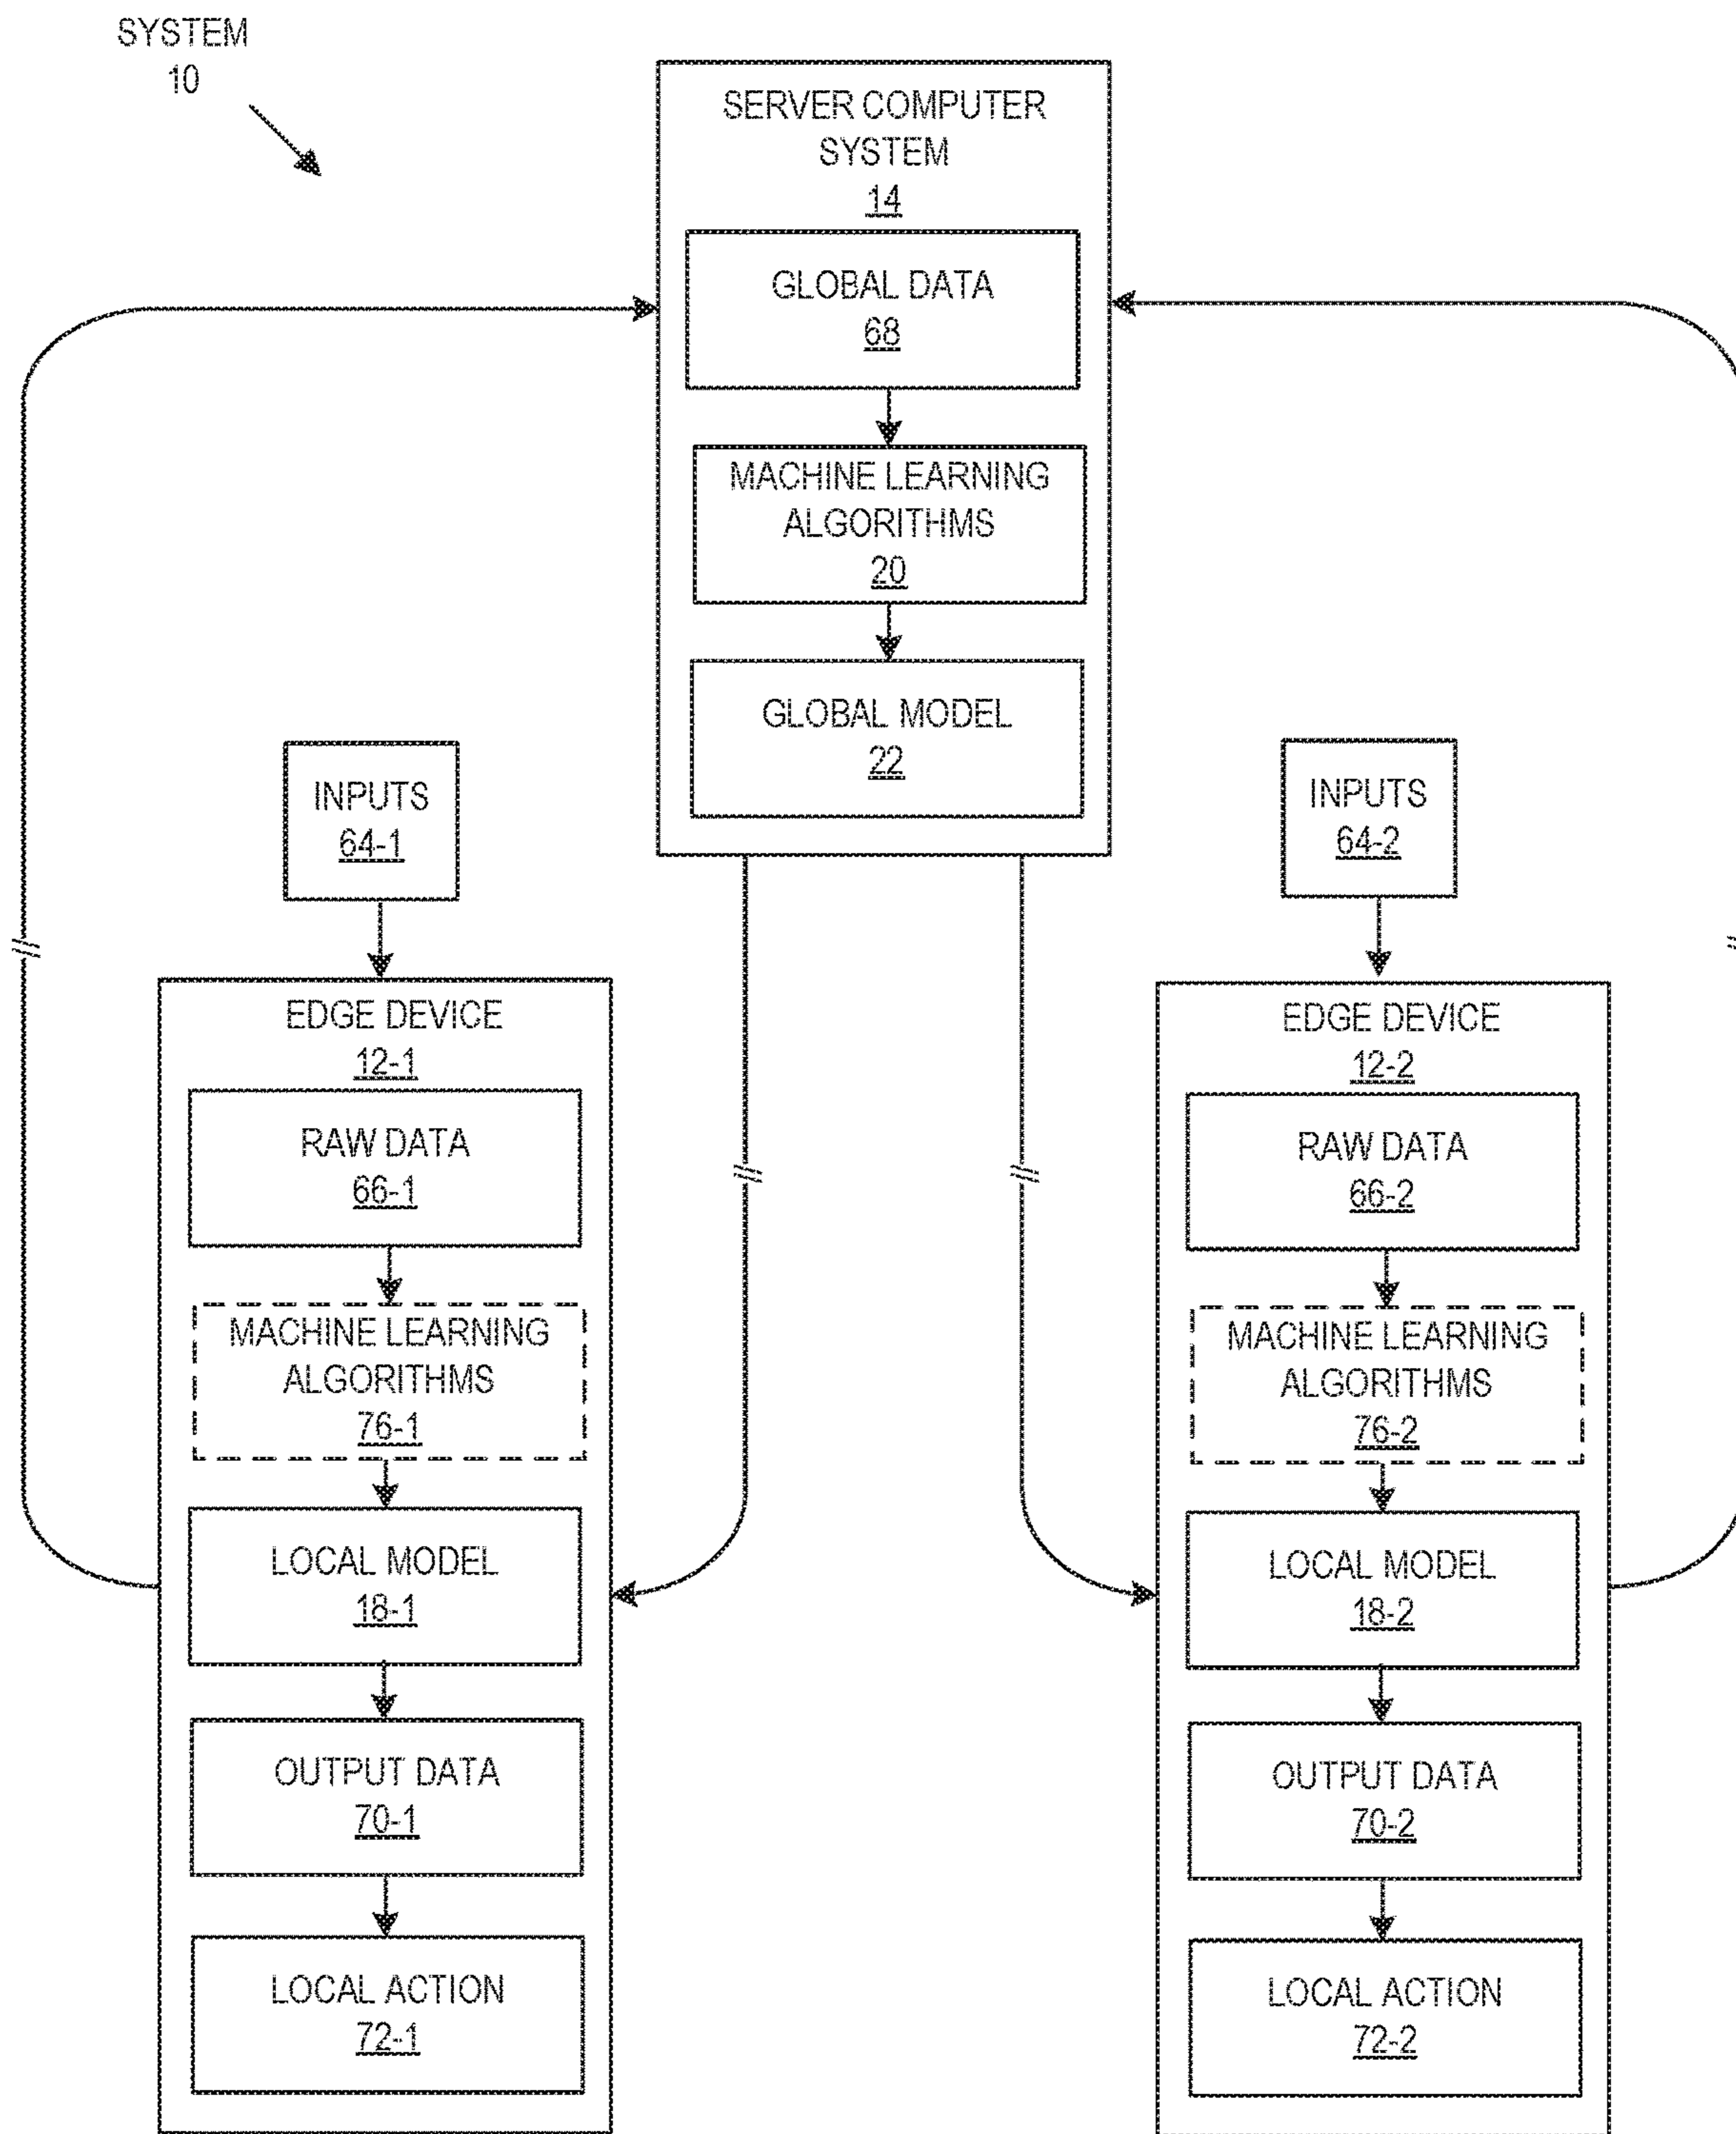 SYSTEM
10
SERVER COMPUTER
SYSTEM
14
GLOBAL DATA
68
MACHINE LEARNING
ALGORITHMS
20
GLOBAL MODEL
22
INPUTS
64-1
EDGE DEVICE
12-1
RAW DATA
66-1
MACHINE LEARNING
ALGORITHMS
76-1
LOCAL MODEL
18-1
OUTPUT DATA
70-1
LOCAL ACTION
72-1
INPUTS
64-2
EDGE DEVICE
12-2
RAW DATA
66-2
MACHINE LEARNING
ALGORITHMS
76-2
LOCAL MODEL
18-2
OUTPUT DATA
70-2
LOCAL ACTION
72-2